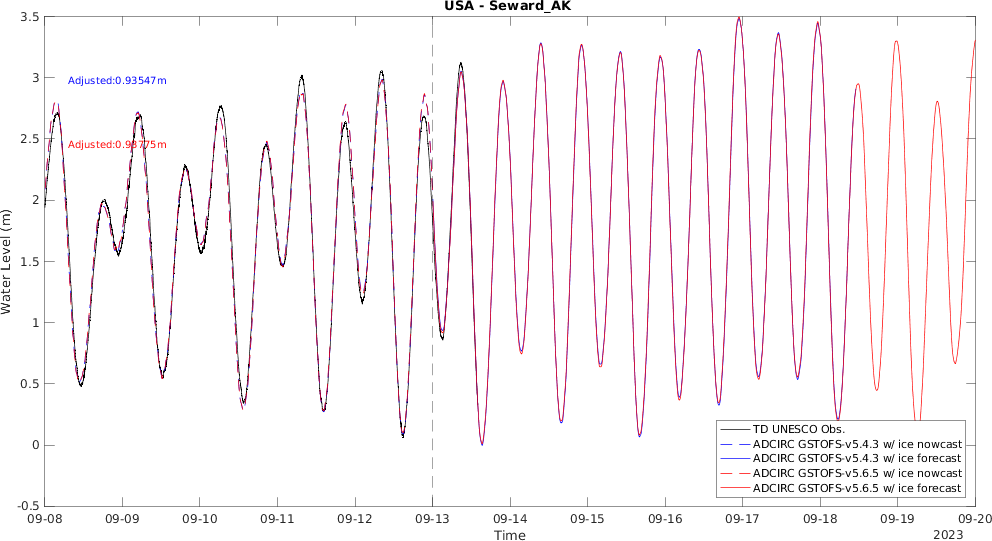 USA - Seward_AK
3.5
3
2.5
2
1.5
1
0.5
0
-0.5
Water Level (m)
Adjusted:0.93547m
Adjusted:0.93775m
TD UNESCO Obs.
ADCIRC GSTOFS-v5.4.3 w/ ice nowcast
ADCIRC GSTOFS-v5.4.3 w/ ice forecast
ADCIRC GSTOFS-v5.6.5 w/ ice nowcast
ADCIRC GSTOFS-v5.6.5 w/ ice forecast
09-08 09-09 09-10 09-11 09-12 09-13 09-14 09-15 09-16 09-17 09-18 09-19 09-20
Time
2023